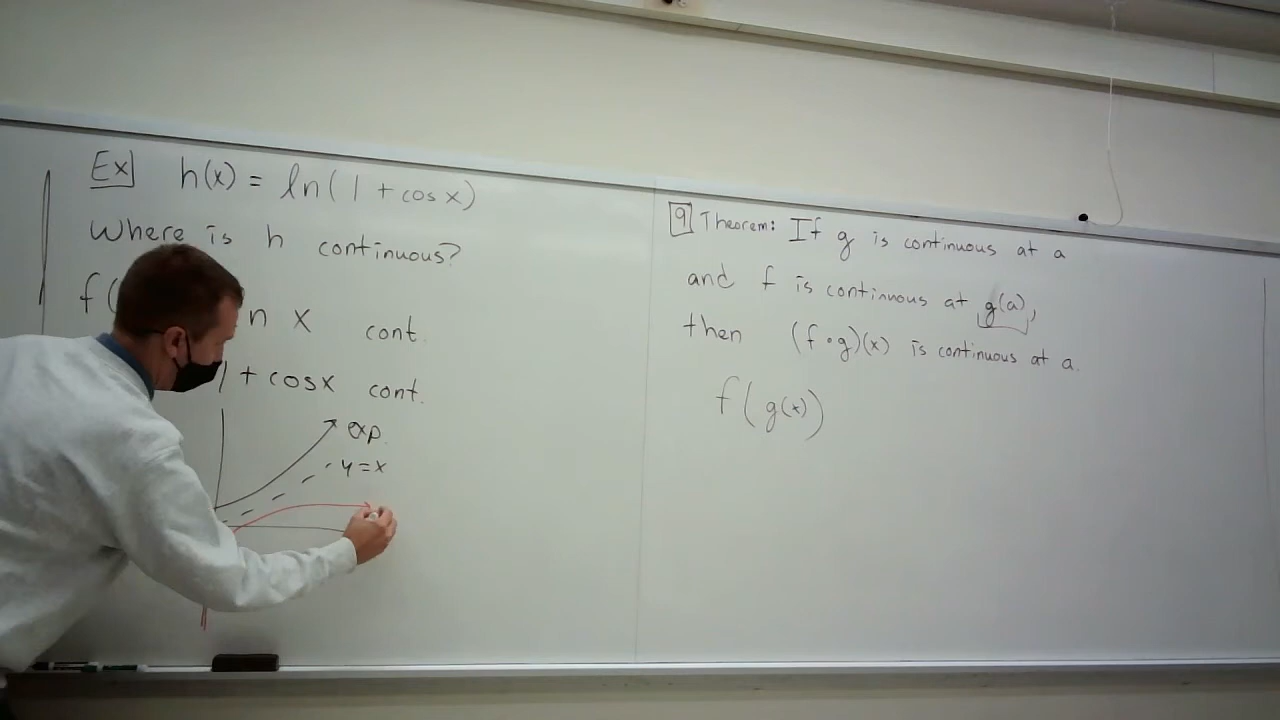 Ex h(x) = ln(1 + cos x)
Where is h continuous?
f( n x cont.
1 + cosx cont.
exp.
y=x
9 Theorem: If g is continuous at a
and f is continuous at g(a),
then (f∘g)(x) is continuous at a.
f(g(x))